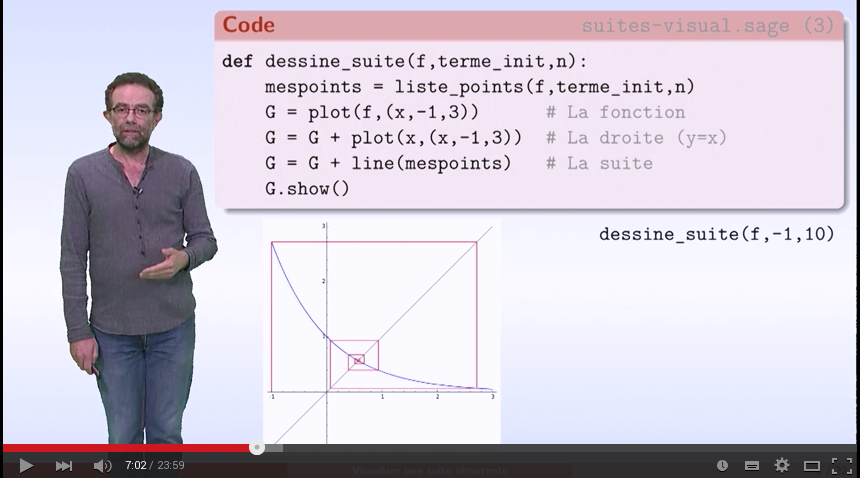 Code suites-visual.sage (3)
def dessine_suite(f,terme_init,n):
mespoints = liste_points(f,terme_init,n)
G = plot(f,(x,-1,3)) # La fonction
G = G + plot(x,(x,-1,3)) # La droite (y=x)
G = G + line(mespoints) # La suite
G.show()
dessine_suite(f,-1,10)
3
2
1
-1 0 1 2 3
Visualiser une suite récurrente
7:02 / 23:59